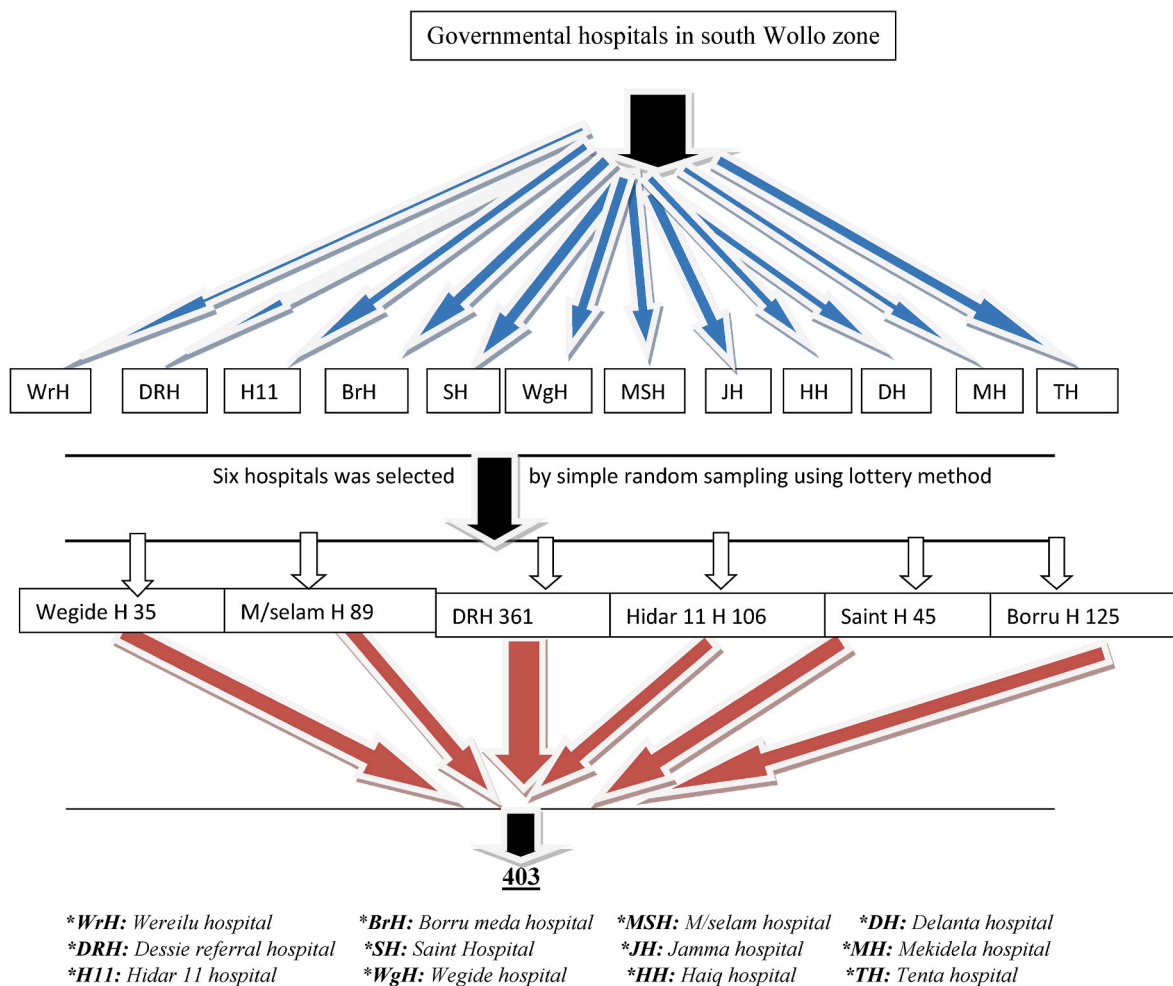 Governmental hospitals in south Wollo zone
WrH DRH H11 BrH SH WgH MSH JH HH DH MH TH
Six hospitals was selected by simple random sampling using lottery method
Wegide H 35 M/selam H 89 DRH 361 Hidar 11 H 106 Saint H 45 Borru H 125
403
*WrH: Wereilu hospital *BrH: Borru meda hospital *MSH: M/selam hospital *DH: Delanta hospital
*DRH: Dessie referral hospital *SH: Saint Hospital *JH: Jamma hospital *MH: Mekidela hospital
*H11: Hidar 11 hospital *WgH: Wegide hospital *HH: Haiq hospital *TH: Tenta hospital